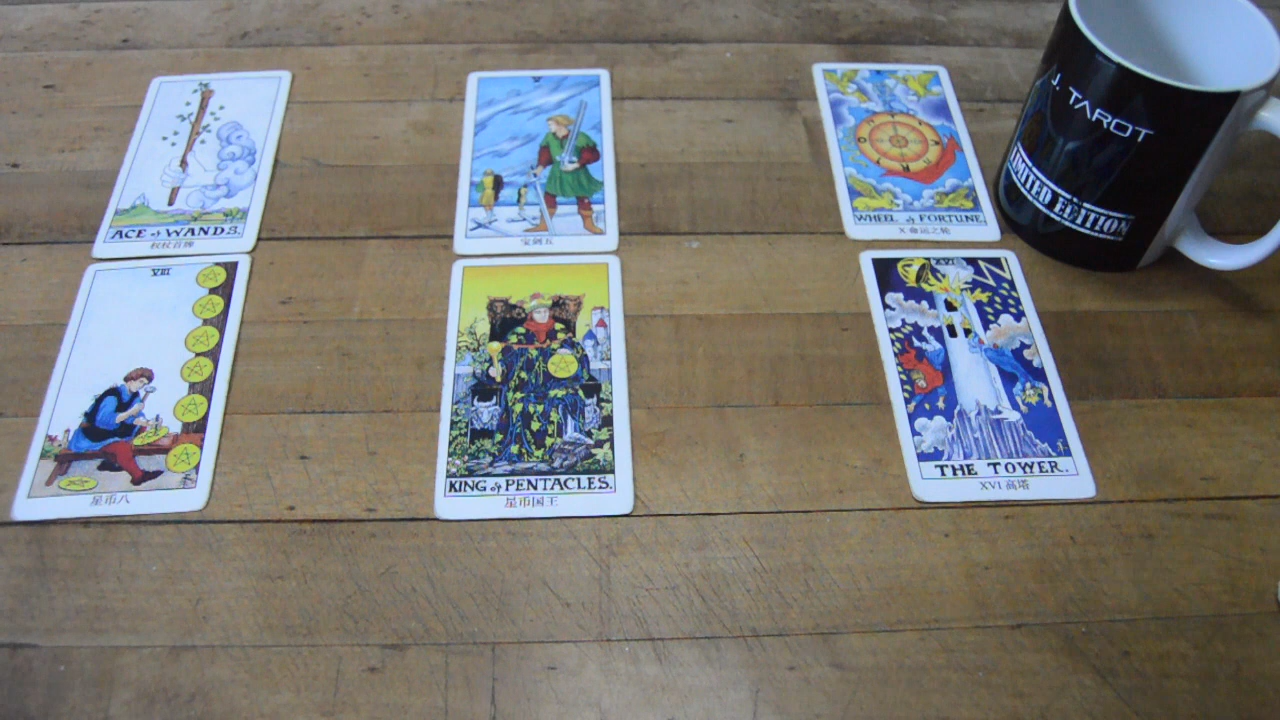 ACE of WANDS.
权杖首牌
V
宝剑五
WHEEL of FORTUNE.
X 命运之轮
J. TAROT
LIMITED EDITION
VIII
星币八
KING of PENTACLES.
星币国王
XVI
THE TOWER.
XVI 高塔